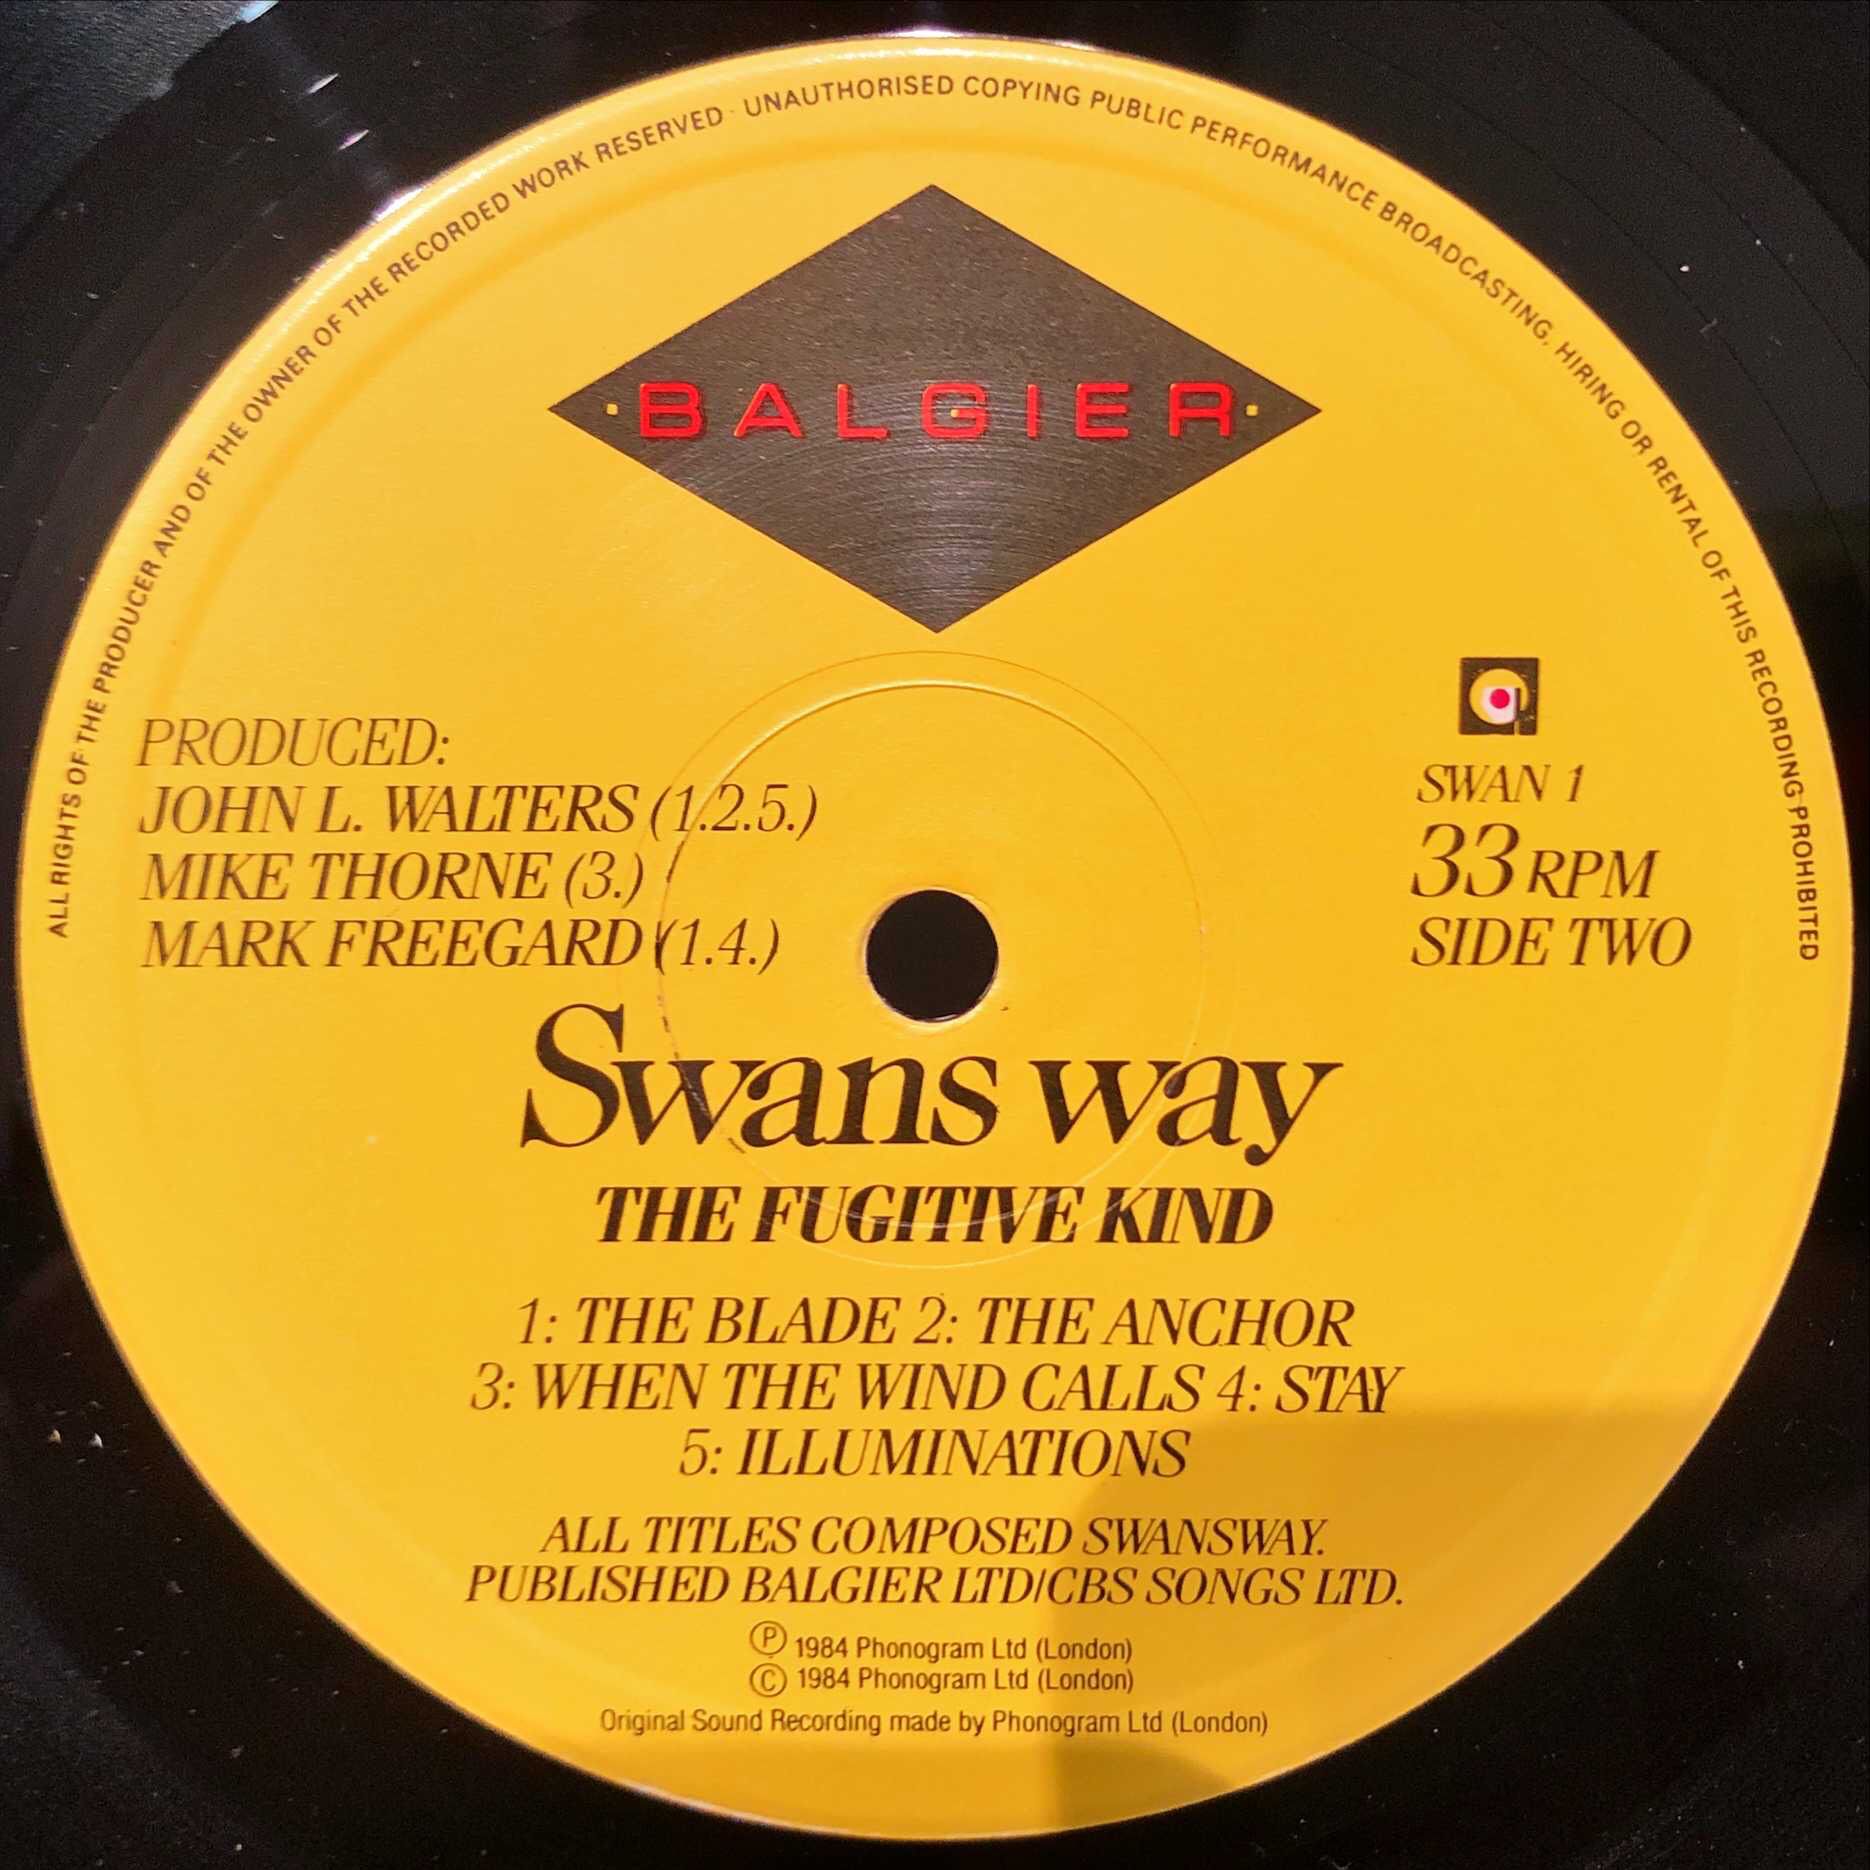 ALL RIGHTS OF THE PRODUCER AND OF THE OWNER OF THE RECORDED WORK RESERVED · UNAUTHORISED COPYING PUBLIC PERFORMANCE BROADCASTING, HIRING OR RENTAL OF THIS RECORDING PROHIBITED
·BALGIER·
PRODUCED:
JOHN L. WALTERS (1.2.5.)
MIKE THORNE (3.)
MARK FREEGARD (1.4.)
SWAN 1
33 RPM
SIDE TWO
Swans way
THE FUGITIVE KIND
1: THE BLADE 2: THE ANCHOR
3: WHEN THE WIND CALLS 4: STAY
5: ILLUMINATIONS
ALL TITLES COMPOSED SWANSWAY.
PUBLISHED BALGIER LTD/CBS SONGS LTD.
Ⓟ 1984 Phonogram Ltd (London)
© 1984 Phonogram Ltd (London)
Original Sound Recording made by Phonogram Ltd (London)